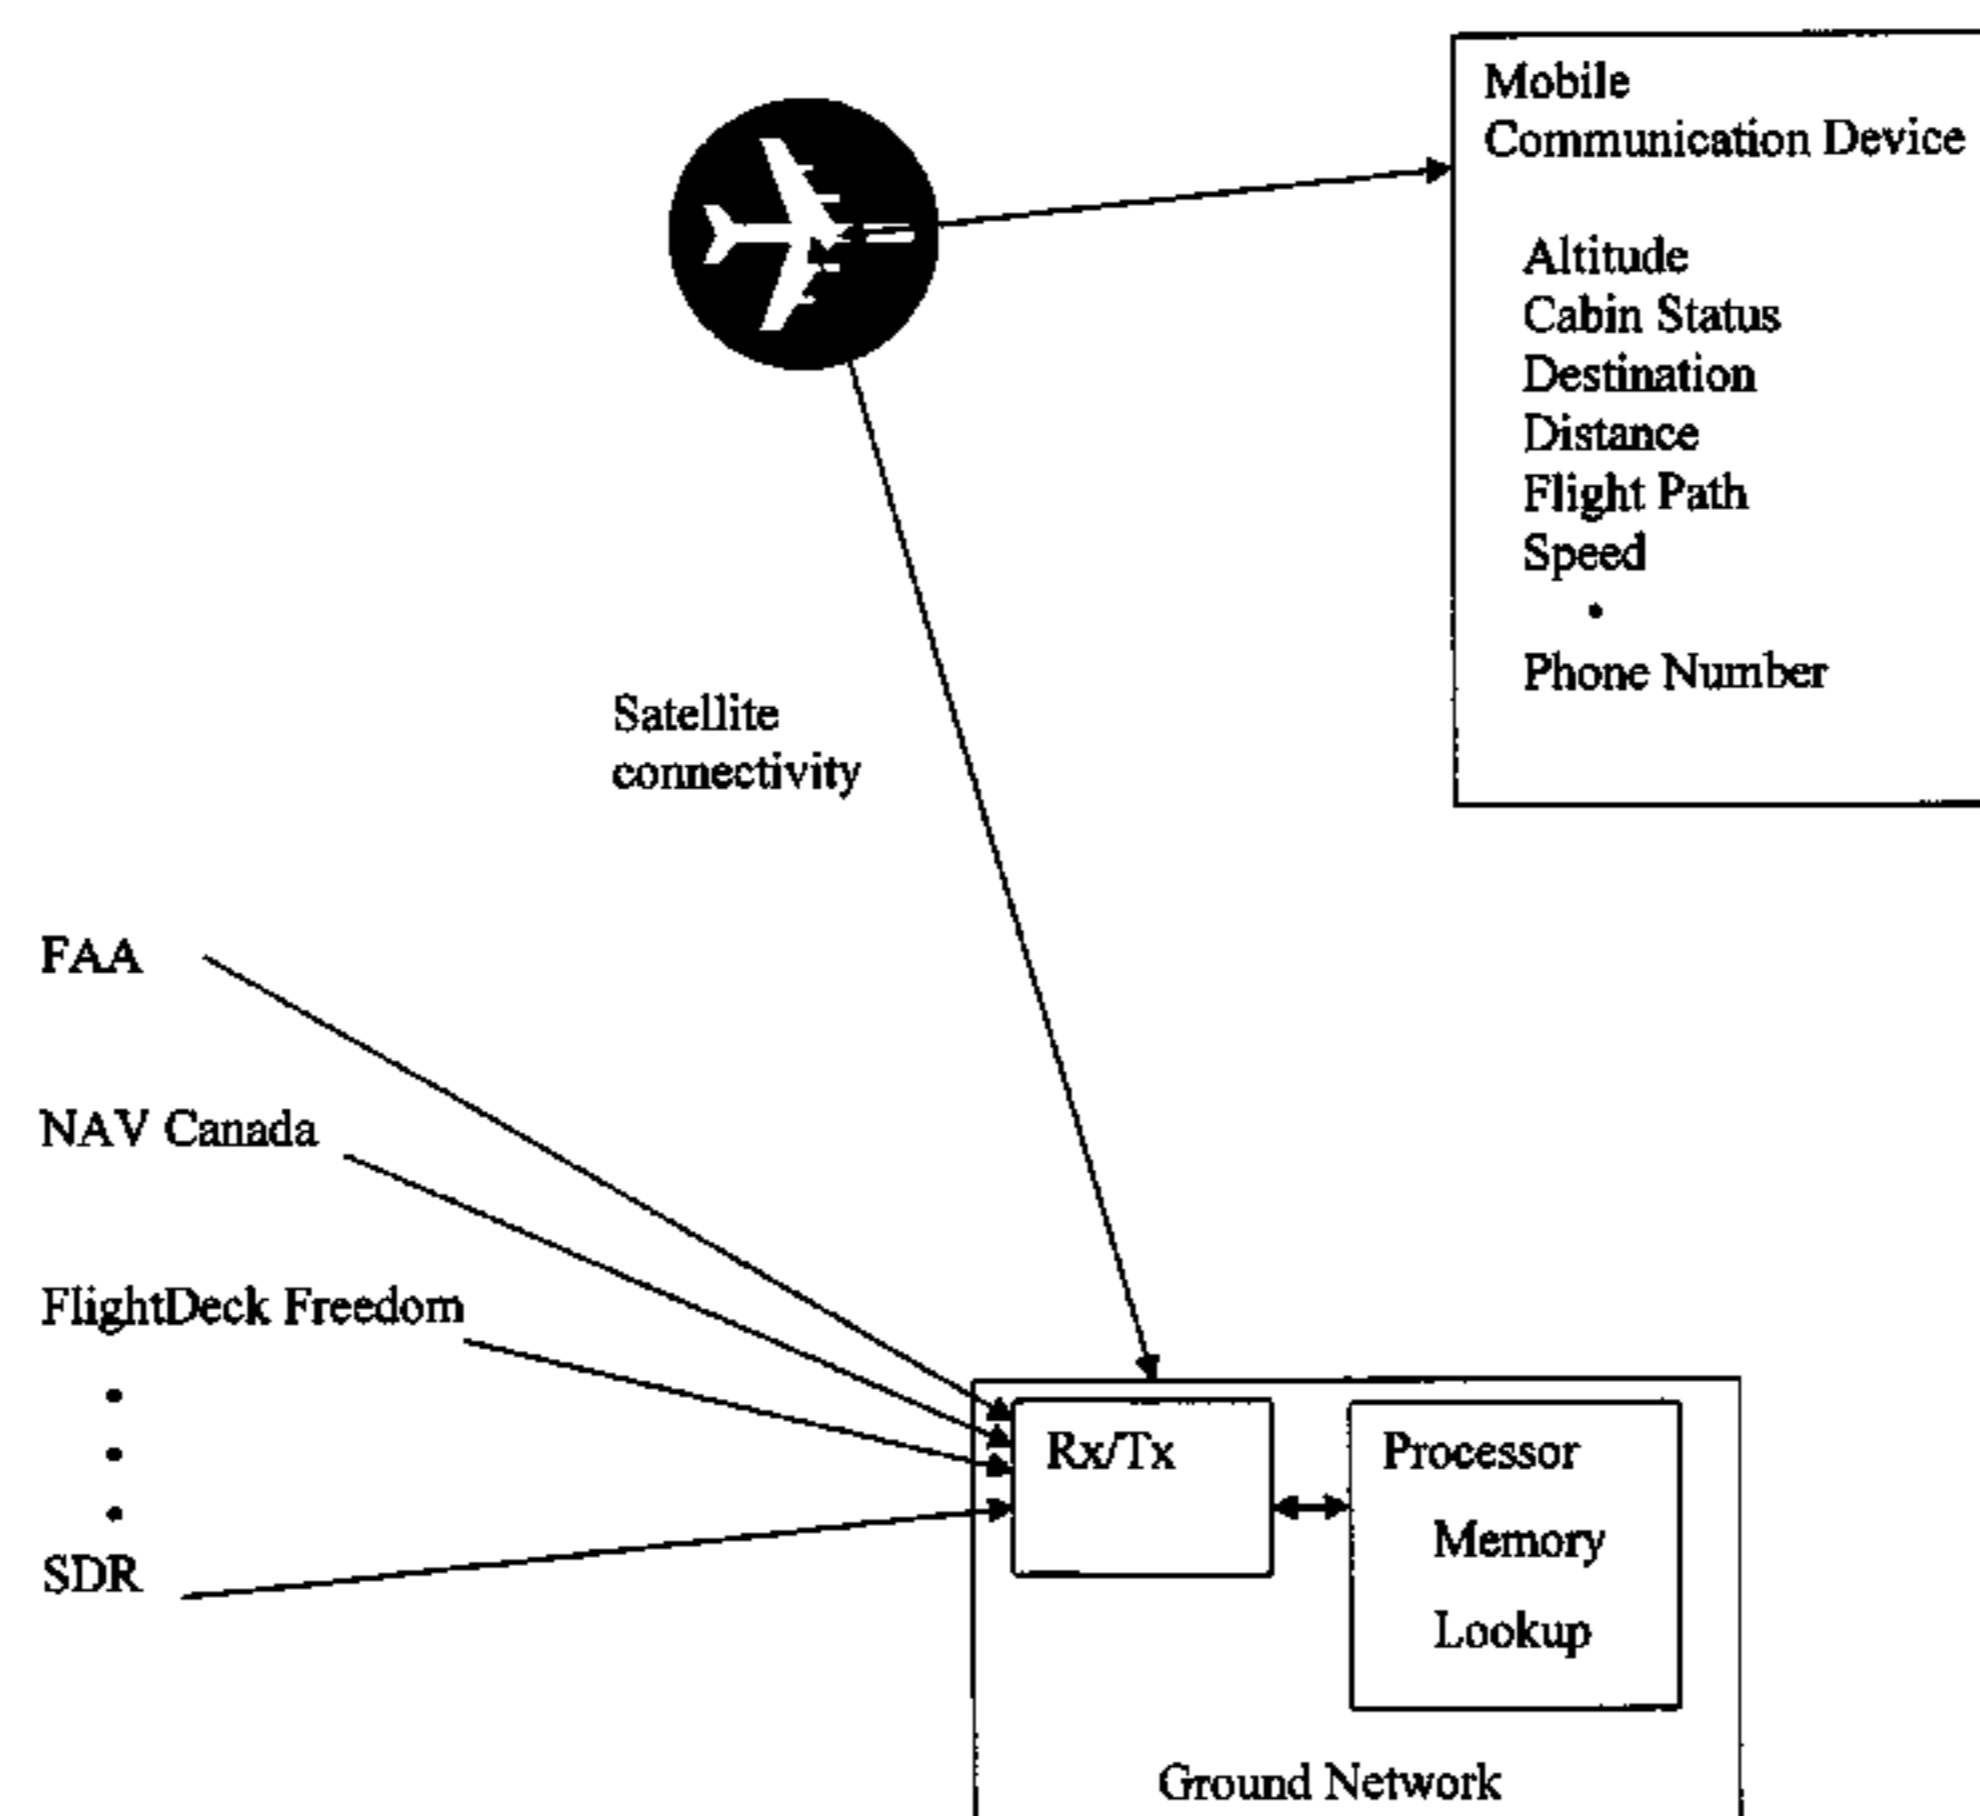 Mobile
Communication Device
Altitude
Cabin Status
Destination
Distance
Flight Path
Speed
•
Phone Number
Satellite
connectivity
FAA
NAV Canada
FlightDeck Freedom
•
•
•
SDR
Rx/Tx
Processor
Memory
Lookup
Ground Network